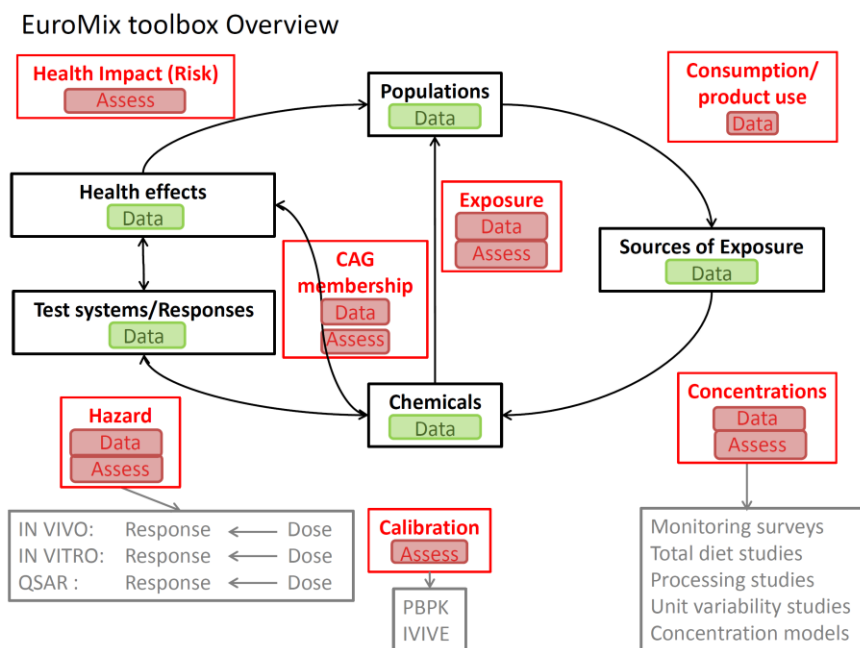 EuroMix toolbox Overview
Health Impact (Risk)
Assess
Populations
Data
Consumption/
product use
Data
Health effects
Data
Exposure
Data
Assess
Sources of Exposure
Data
CAG
membership
Data
Assess
Test systems/Responses
Data
Chemicals
Data
Hazard
Data
Assess
Concentrations
Data
Assess
IN VIVO: Response Dose
IN VITRO: Response Dose
QSAR : Response Dose
Calibration
Assess
PBPK
IVIVE
Monitoring surveys
Total diet studies
Processing studies
Unit variability studies
Concentration models